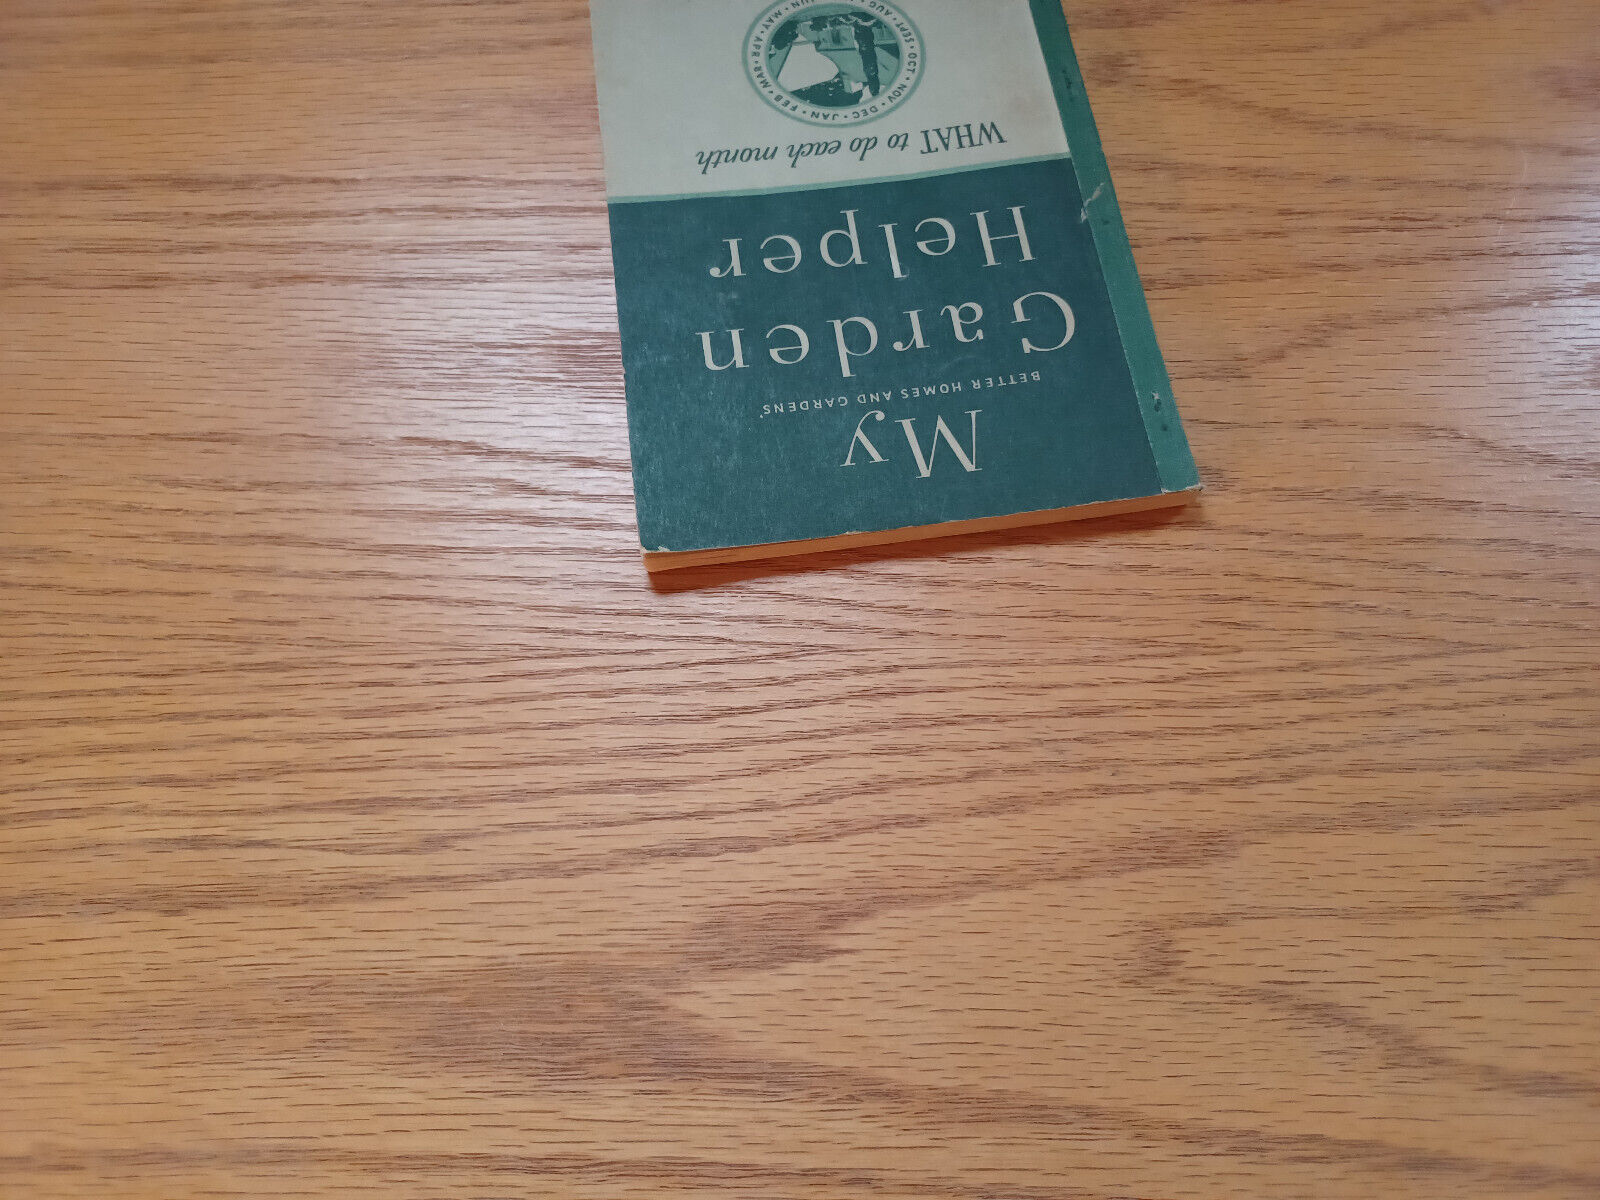 My
BETTER HOMES AND GARDENS'
Garden
Helper
WHAT to do each month
JAN • FEB • MAR • APR • MAY • JUN
SEPT • OCT • NOV • DEC